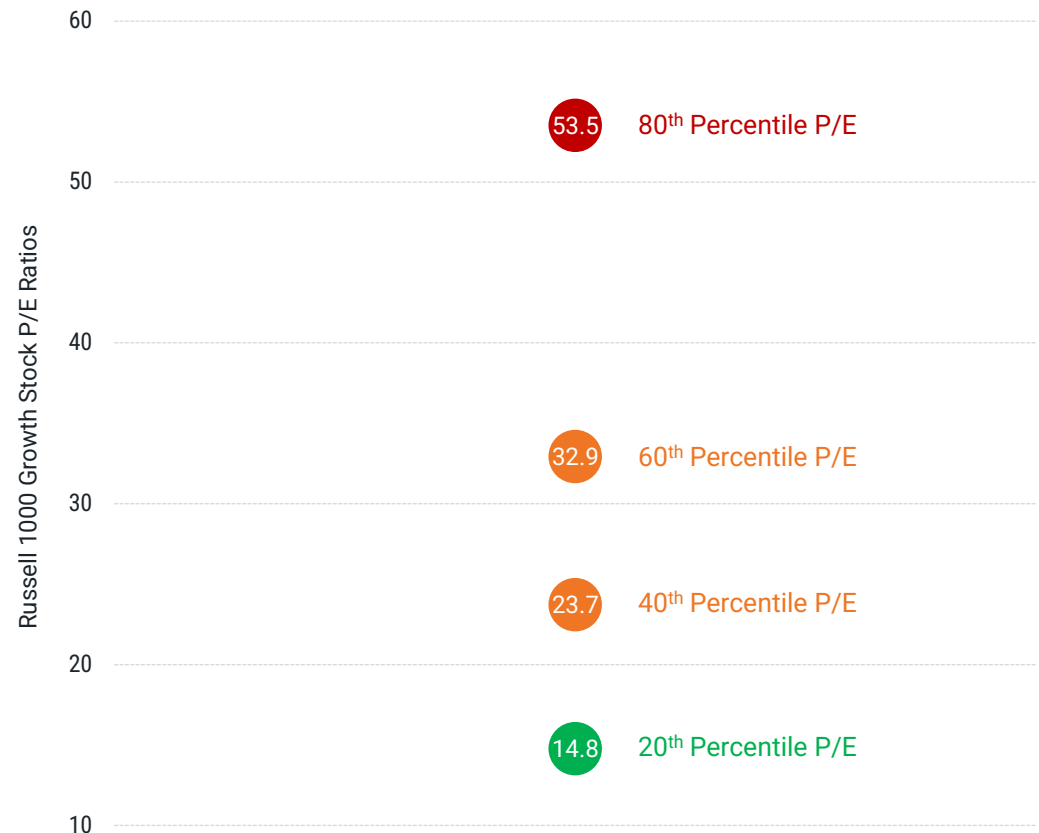 60
53.5 80th Percentile P/E
50
Russell 1000 Growth Stock P/E Ratios
40
32.9 60th Percentile P/E
30
23.7 40th Percentile P/E
20
14.8 20th Percentile P/E
10